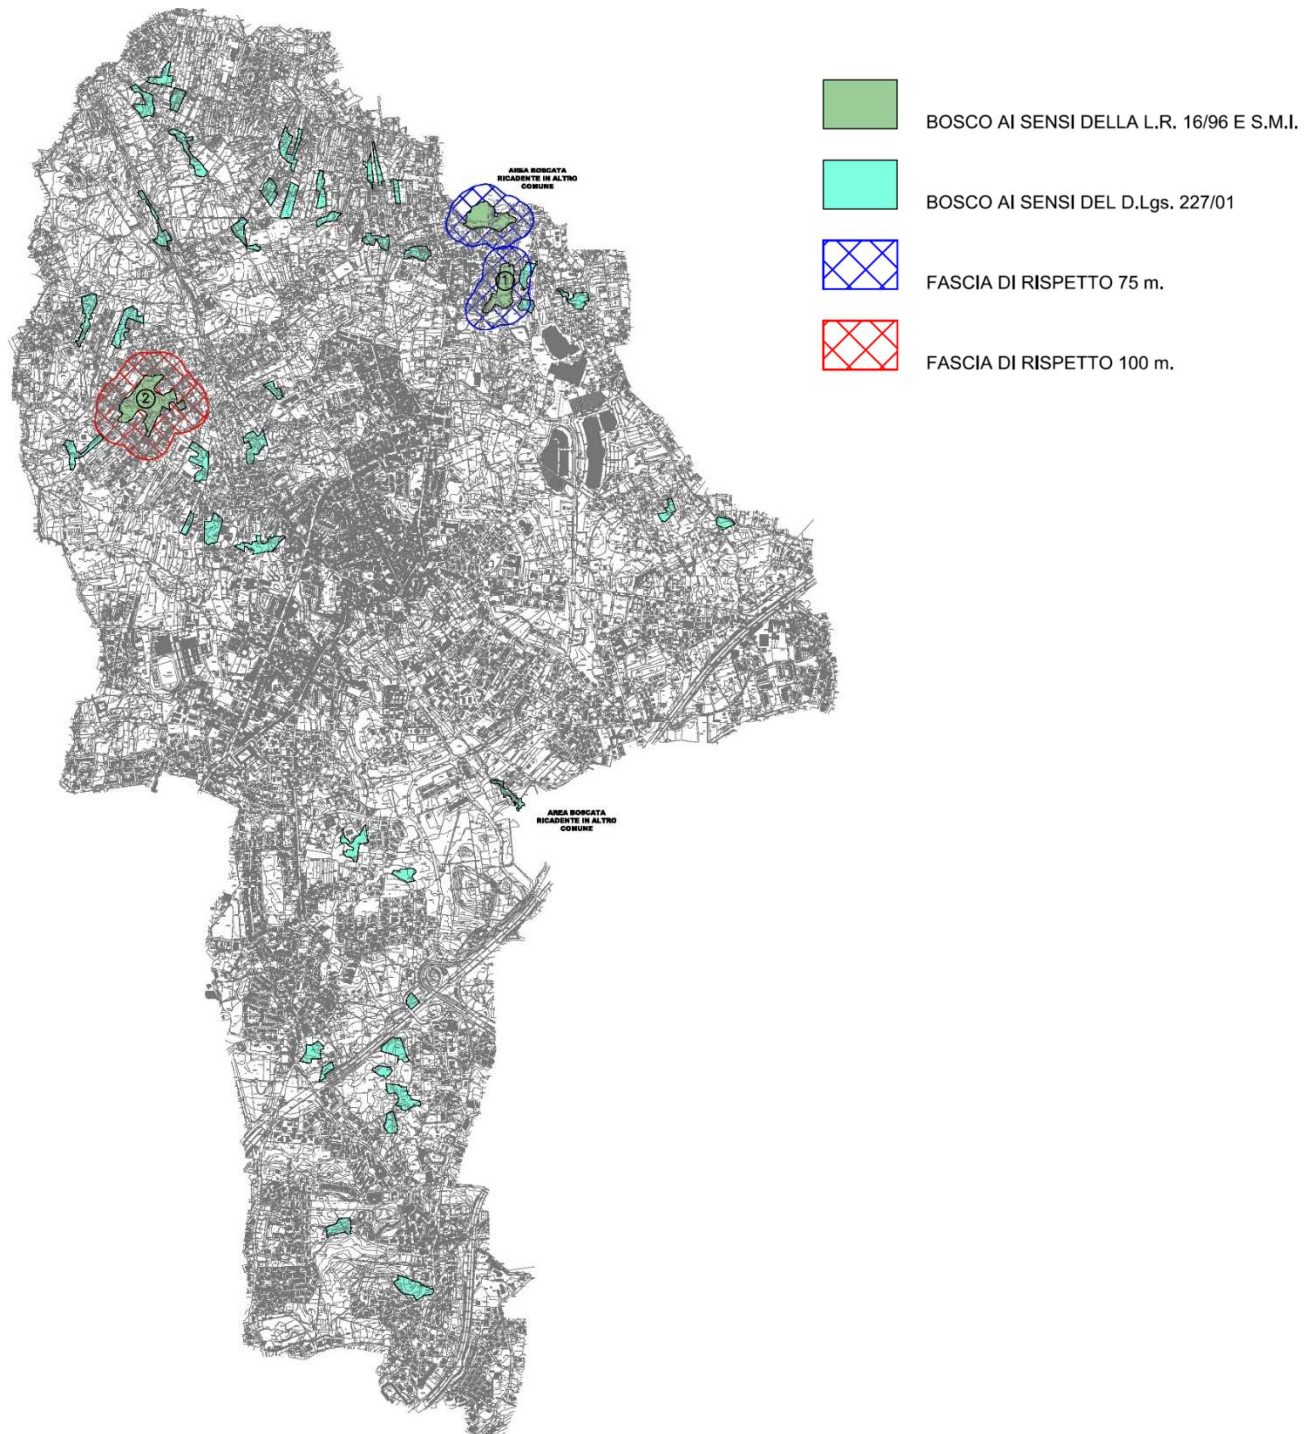 BOSCO AI SENSI DELLA L.R. 16/96 E S.M.I.
BOSCO AI SENSI DEL D.Lgs. 227/01
FASCIA DI RISPETTO 75 m.
FASCIA DI RISPETTO 100 m.
AREA BOSCATA
RICADENTE IN ALTRO
COMUNE
1
2
AREA BOSCATA
RICADENTE IN ALTRO
COMUNE